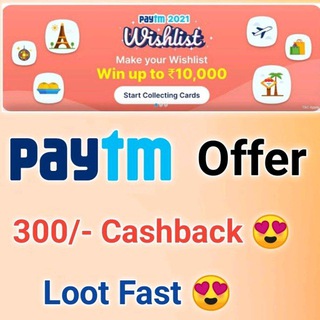 Paytm 2021
Wishlist
Make your Wishlist
Win up to ₹10,000
Start Collecting Cards
Paytm Offer
300/- Cashback 😍
Loot Fast 😍